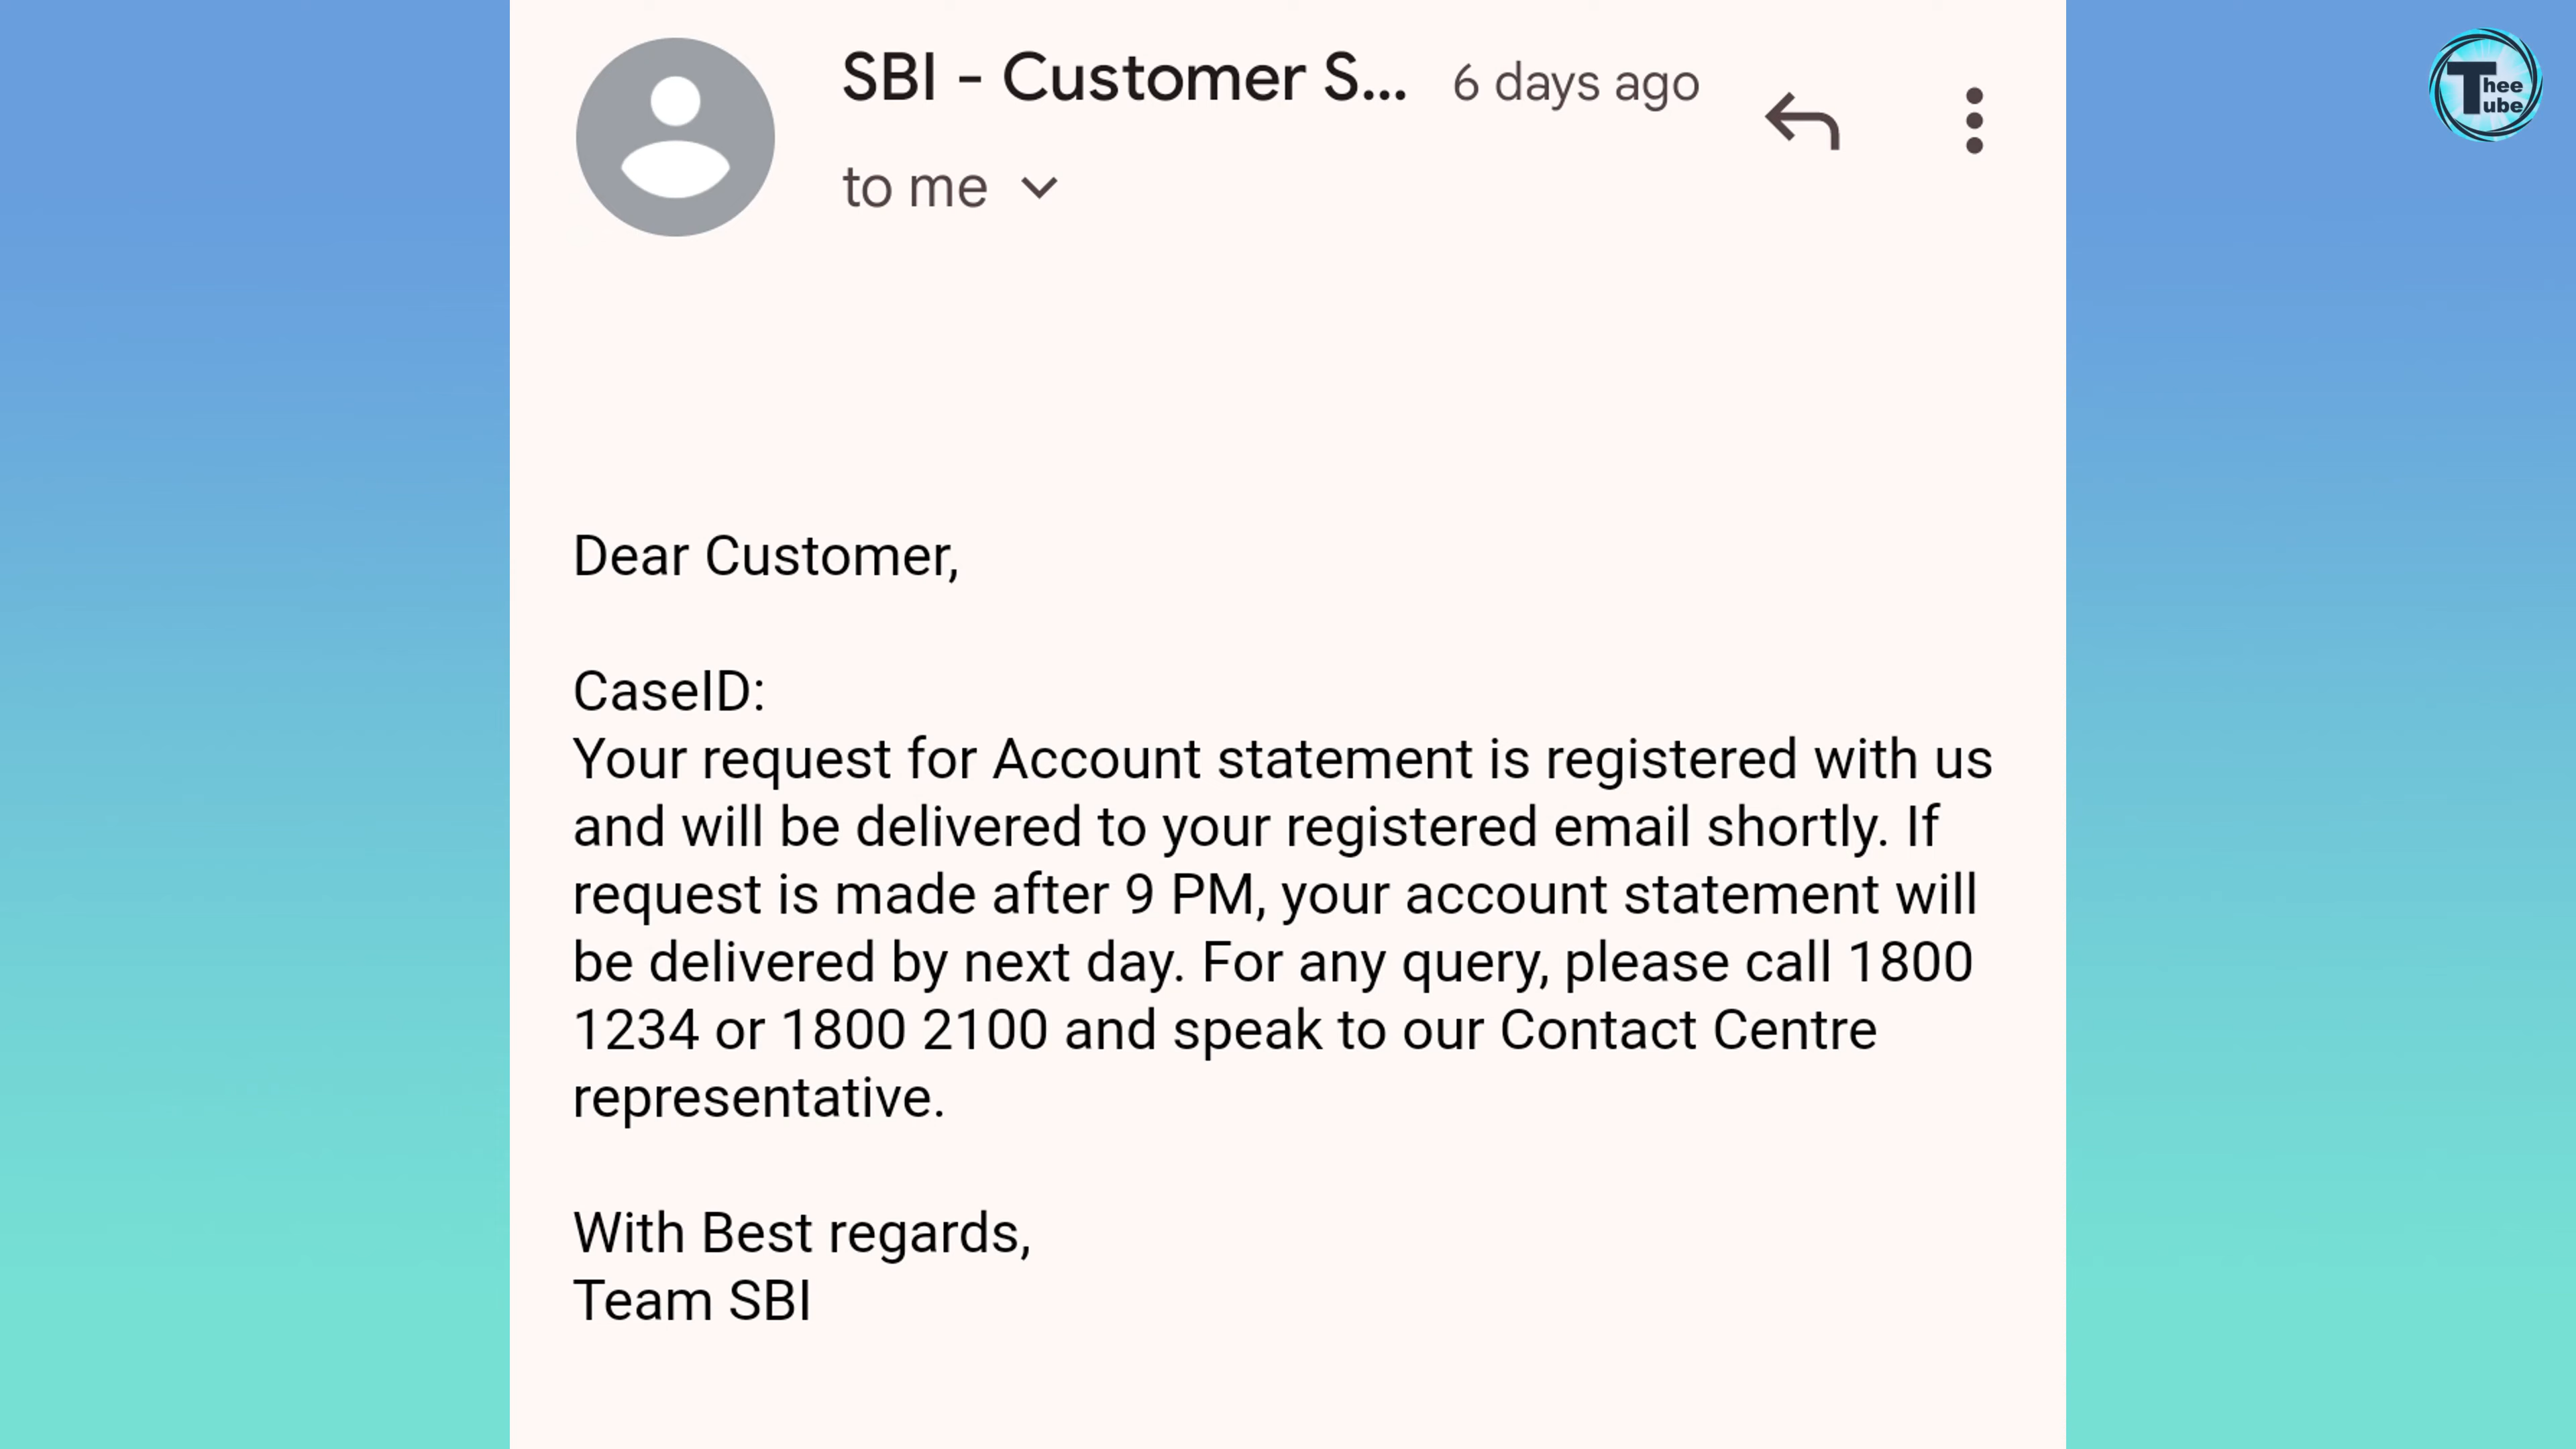 SBI - Customer S... 6 days ago
to me
Thee
Tube
Dear Customer,
CaseID:
Your request for Account statement is registered with us
and will be delivered to your registered email shortly. If
request is made after 9 PM, your account statement will
be delivered by next day. For any query, please call 1800
1234 or 1800 2100 and speak to our Contact Centre
representative.
With Best regards,
Team SBI